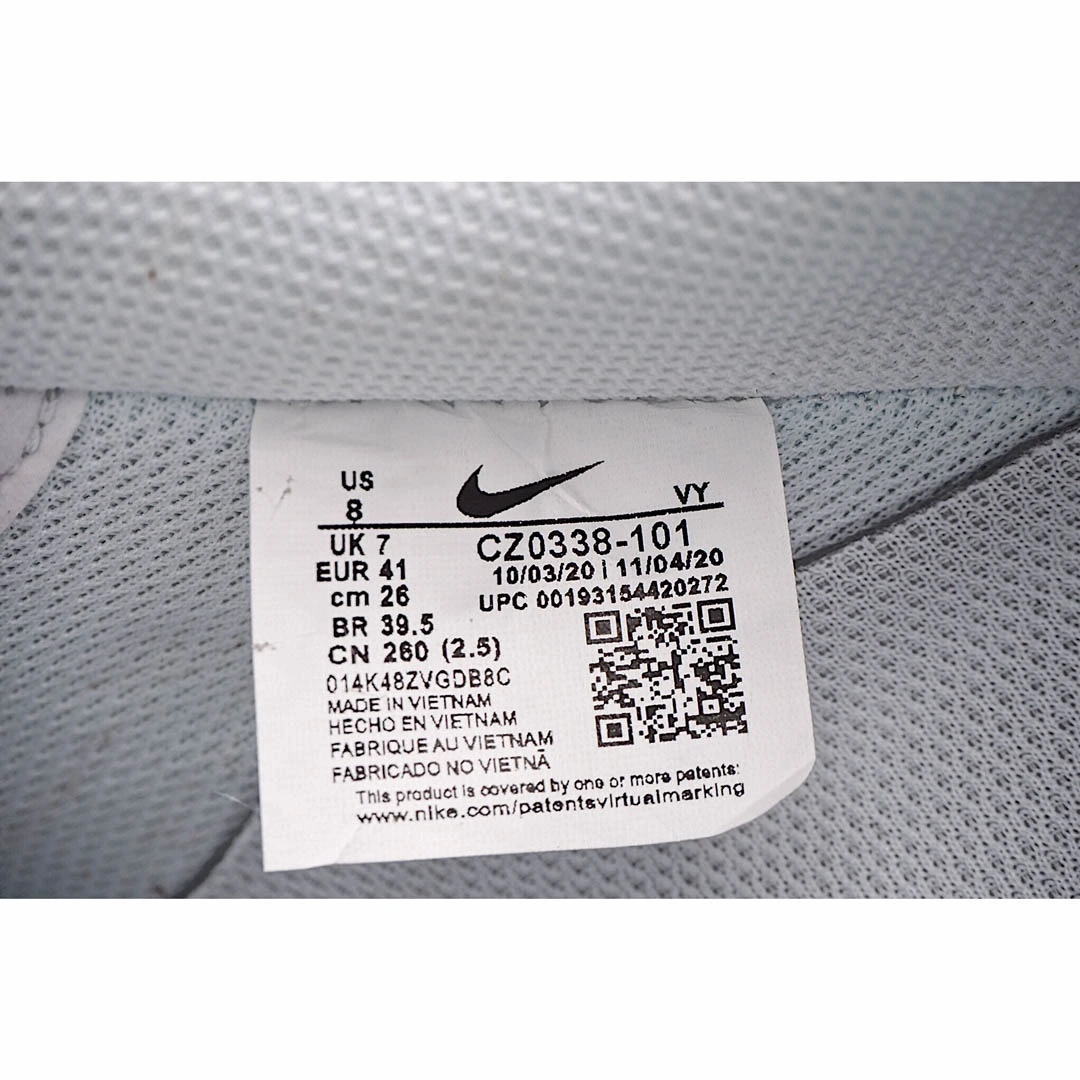 US
8
VY
UK 7
EUR 41
cm 26
BR 39.5
CN 260 (2.5)
CZ0338-101
10/03/20 | 11/04/20
UPC 00193154420272
014K48ZVGDB8C
MADE IN VIETNAM
HECHO EN VIETNAM
FABRIQUE AU VIETNAM
FABRICADO NO VIETNÃ
This product is covered by one or more patents:
www.nike.com/patentsvirtualmarking